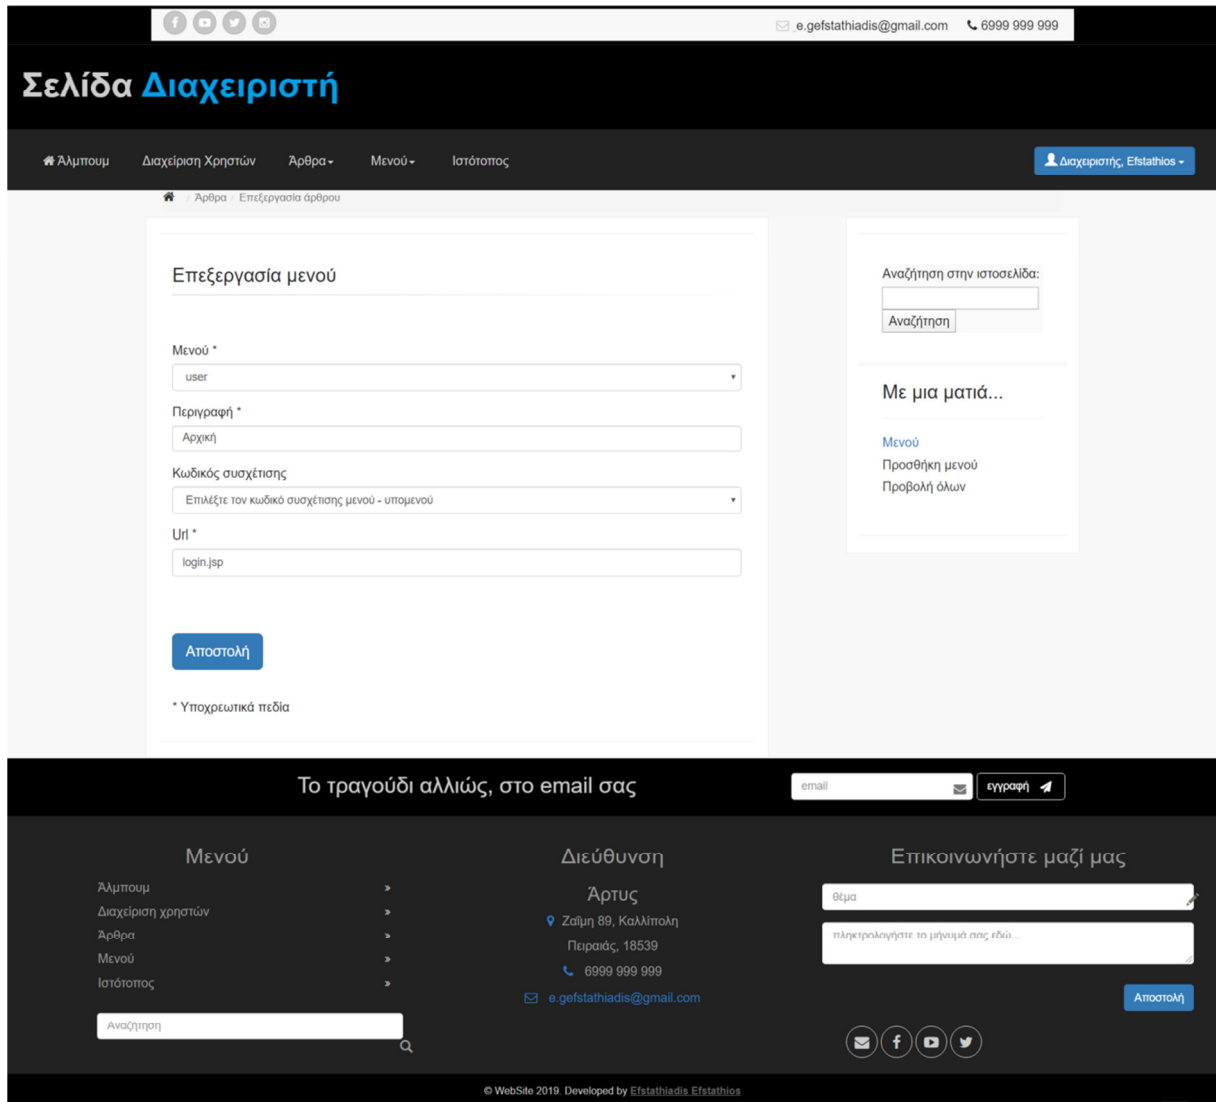 e.gefstathiadis@gmail.com 6999 999 999
Σελίδα Διαχειριστή
Άλμπουμ Διαχείριση Χρηστών Άρθρα Μενού Ιστότοπος Διαχειριστής, Efstathios
/ Άρθρα / Επεξεργασία άρθρου
Επεξεργασία μενού
Μενού *
user
Περιγραφή *
Αρχική
Κωδικός συσχέτισης
Επιλέξτε τον κωδικό συσχέτισης μενού - υπομενού
Url *
login.jsp
Αποστολή
* Υποχρεωτικά πεδία
Αναζήτηση στην ιστοσελίδα:
Αναζήτηση
Με μια ματιά...
Μενού
Προσθήκη μενού
Προβολή όλων
Το τραγούδι αλλιώς, στο email σας
email
εγγραφή
Μενού
Άλμπουμ
Διαχείριση χρηστών
Άρθρα
Μενού
Ιστότοπος
Αναζήτηση
Διεύθυνση
Άρτυς
Ζαΐμη 89, Καλλίπολη
Πειραιάς, 18539
6999 999 999
e.gefstathiadis@gmail.com
Επικοινωνήστε μαζί μας
θέμα
πληκτρολογήστε το μήνυμά σας εδώ...
Αποστολή
© WebSite 2019. Developed by Efstathiadis Efstathios